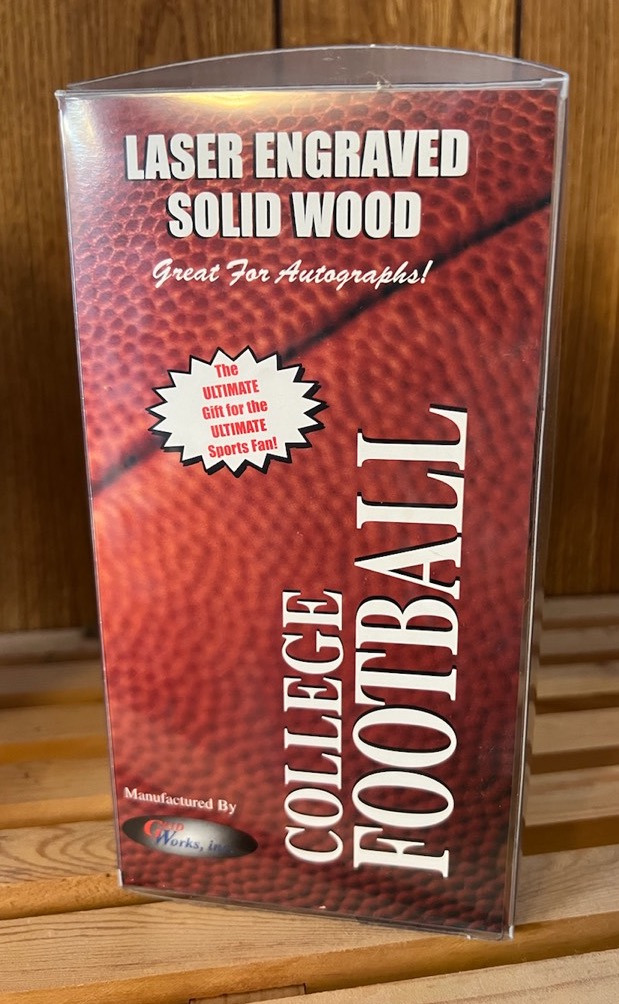 LASER ENGRAVED
SOLID WOOD
Great For Autographs!
The
ULTIMATE
Gift for the
ULTIMATE
Sports Fan!
COLLEGE
FOOTBALL
Manufactured By
Works, inc